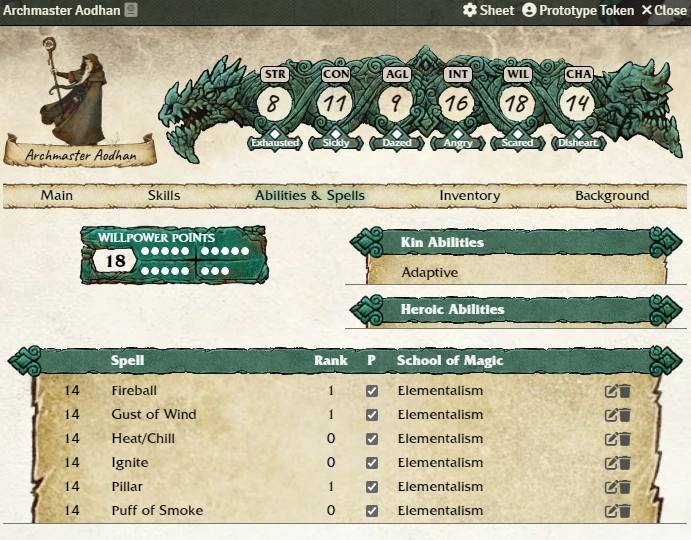 Archmaster Aodhan Sheet Prototype Token Close
STR CON AGL INT WIL CHA
8 11 9 16 18 14
Exhausted Sickly Dazed Angry Scared Disheart.
Archmaster Aodhan
Main Skills Abilities & Spells Inventory Background
WILLPOWER POINTS
18
Kin Abilities
Adaptive
Heroic Abilities
Spell Rank P School of Magic
14 Fireball 1 Elementalism
14 Gust of Wind 1 Elementalism
14 Heat/Chill 0 Elementalism
14 Ignite 0 Elementalism
14 Pillar 1 Elementalism
14 Puff of Smoke 0 Elementalism